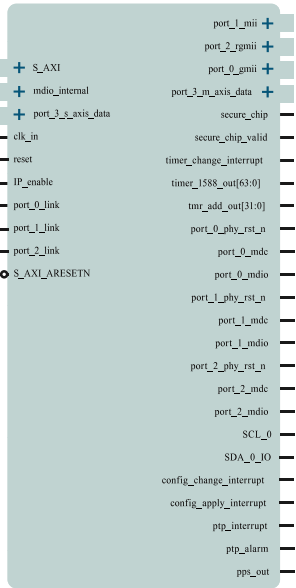 port_1_mii
port_2_rgmii
port_0_gmii
S_AXI
port_3_m_axis_data
mdio_internal
port_3_s_axis_data
secure_chip
clk_in
secure_chip_valid
reset
timer_change_interrupt
IP_enable
timer_1588_out[63:0]
port_0_link
tmr_add_out[31:0]
port_1_link
port_0_phy_rst_n
port_2_link
port_0_mdc
S_AXI_ARESETN
port_0_mdio
port_1_phy_rst_n
port_1_mdc
port_1_mdio
port_2_phy_rst_n
port_2_mdc
port_2_mdio
SCL_0
SDA_0_IO
config_change_interrupt
config_apply_interrupt
ptp_interrupt
ptp_alarm
pps_out